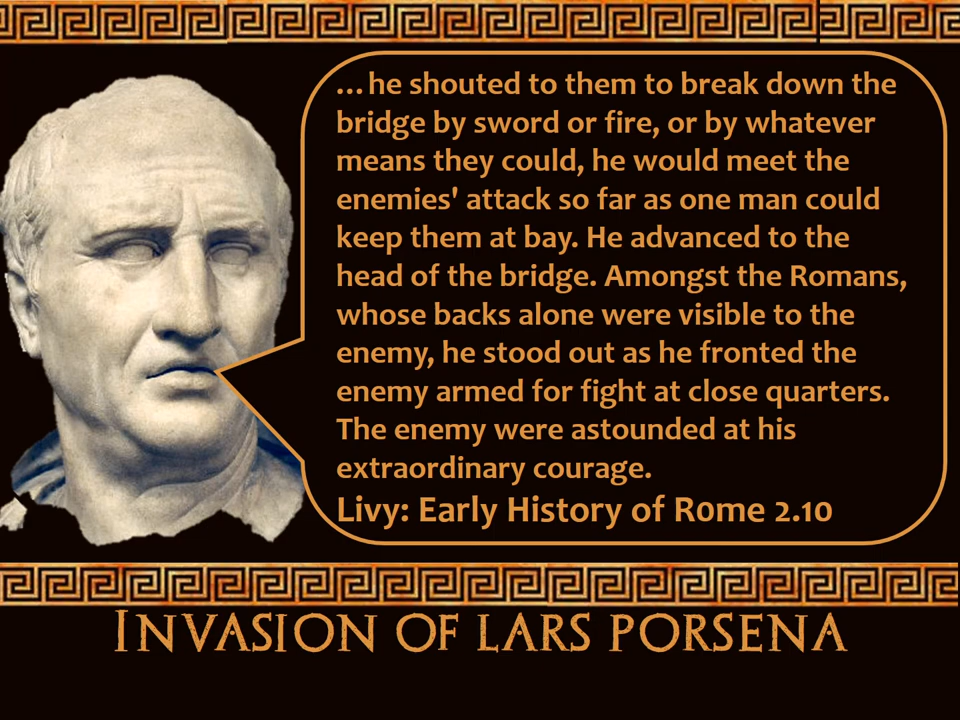 …he shouted to them to break down the
bridge by sword or fire, or by whatever
means they could, he would meet the
enemies' attack so far as one man could
keep them at bay. He advanced to the
head of the bridge. Amongst the Romans,
whose backs alone were visible to the
enemy, he stood out as he fronted the
enemy armed for fight at close quarters.
The enemy were astounded at his
extraordinary courage.
Livy: Early History of R0me 2.10
INVASION OF LARS PORSENA